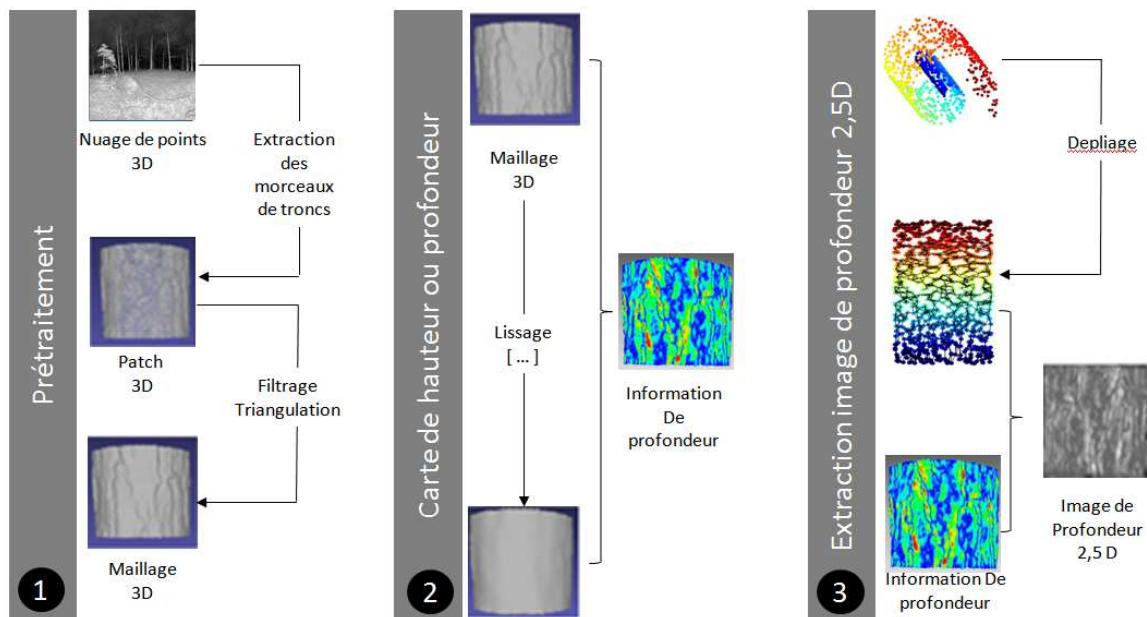 Prétraitement
1
Nuage de points
3D
Extraction
des
morceaux
de troncs
Patch
3D
Filtrage
Triangulation
Maillage
3D
Carte de hauteur ou profondeur
2
Maillage
3D
Lissage
[ ... ]
Information
De
profondeur
Extraction image de profondeur 2,5D
3
Depliage
Information De
profondeur
Image de
Profondeur
2,5 D